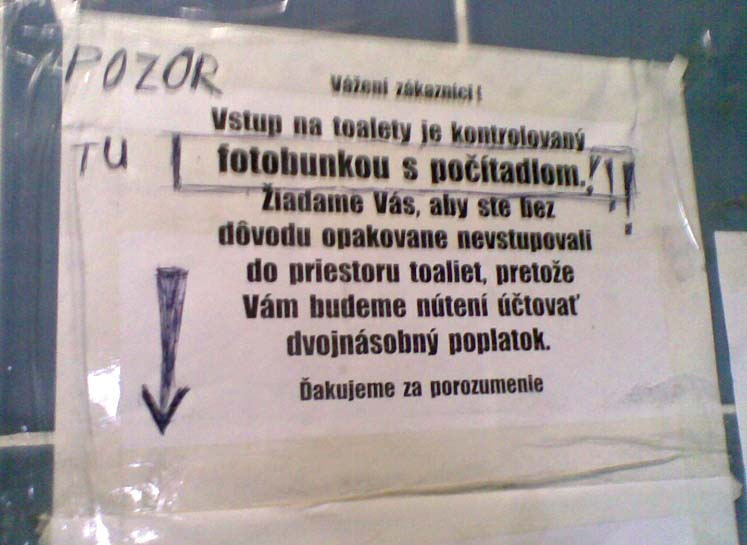 POZOR
TU
Vážení zákazníci!
Vstup na toalety je kontrolovaný
fotobunkou s počítadlom.!!!
Žiadame Vás, aby ste bez
dôvodu opakovane nevstupovali
do priestoru toaliet, pretože
Vám budeme nútení účtovať
dvojnásobný poplatok.
Ďakujeme za porozumenie